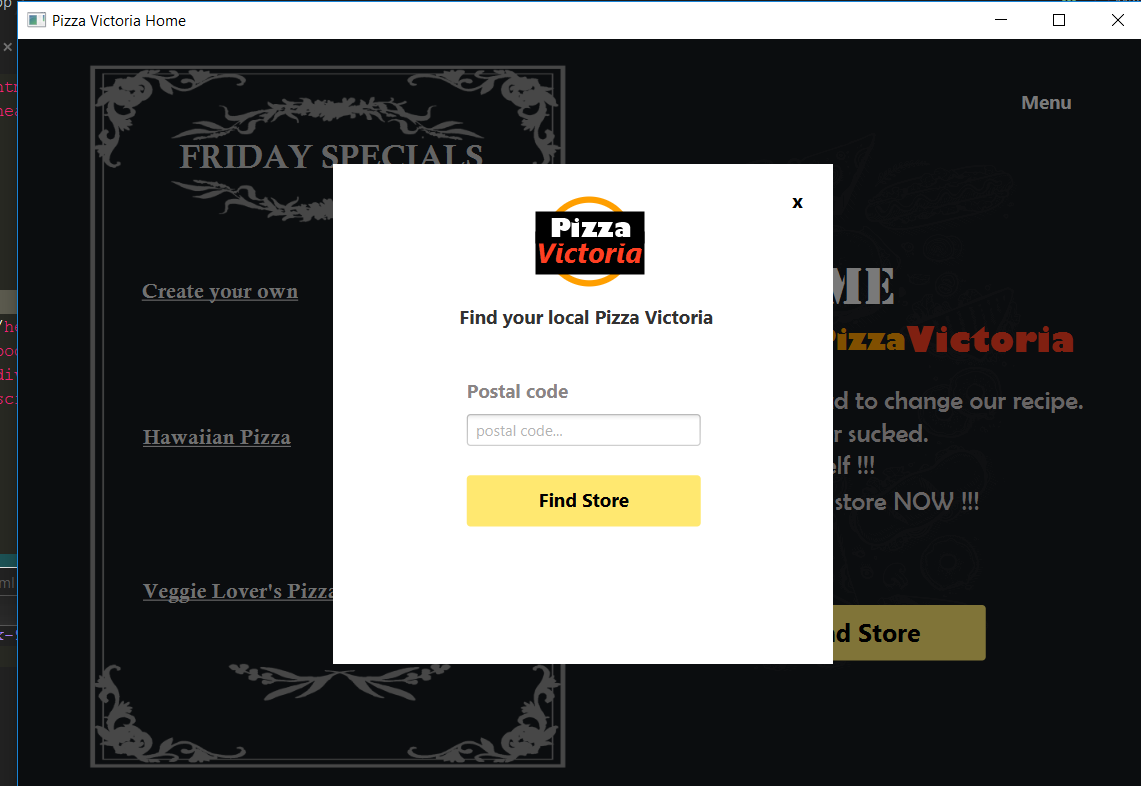 Pizza Victoria Home
Menu
FRIDAY SPECIALS
Create your own
Hawaiian Pizza
Veggie Lover's Pizza
x
Pizza
Victoria
Find your local Pizza Victoria
Postal code
postal code...
Find Store
ME
PizzaVictoria
d to change our recipe.
r sucked.
elf !!!
store NOW !!!
nd Store